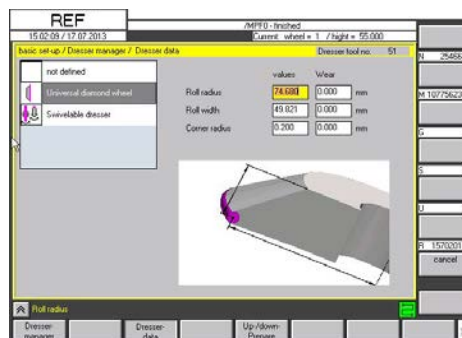 REF
/MPF0 - finished
15:02:09 / 17.07.2013
Current wheel = 1 / hight = 55.000
basic set-up / Dresser manager / Dresser data
Dresser tool no. 51
not defined
Universal diamond wheel
Swivelable dresser
values Wear
Roll radius 74.680 0.000 mm
Roll width 49.821 0.000 mm
Corner radius 0.200 0.000 mm
N 25466
M 10775623
G
S
U
R 1570201
cancel
Roll radius
Dresser manager
Dresser-data
Up-/down-
Prepare